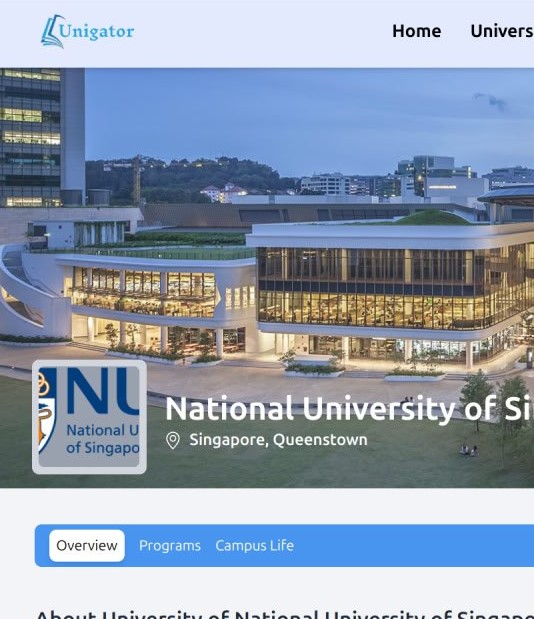 Unigator
Home Univers
NU
National U
of Singapo
National University of Si
Singapore, Queenstown
Overview Programs Campus Life
About University of National University of Singapo